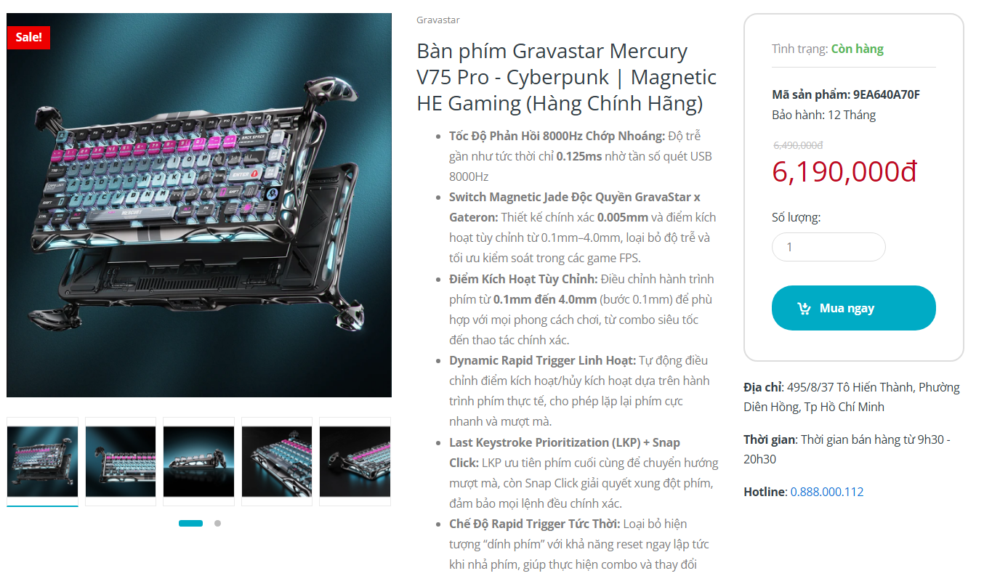 Sale!
Gravastar
Bàn phím Gravastar Mercury
V75 Pro - Cyberpunk | Magnetic
HE Gaming (Hàng Chính Hãng)
Tốc Độ Phản Hồi 8000Hz Chớp Nhoáng: Độ trễ
gần như tức thời chỉ 0.125ms nhờ tần số quét USB
8000Hz
Switch Magnetic Jade Độc Quyền GravaStar x
Gateron: Thiết kế chính xác 0.005mm và điểm kích
hoạt tùy chỉnh từ 0.1mm–4.0mm, loại bỏ độ trễ và
tối ưu kiểm soát trong các game FPS.
Điểm Kích Hoạt Tùy Chỉnh: Điều chỉnh hành trình
phím từ 0.1mm đến 4.0mm (bước 0.1mm) để phù
hợp với mọi phong cách chơi, từ combo siêu tốc
đến thao tác chính xác.
Dynamic Rapid Trigger Linh Hoạt: Tự động điều
chỉnh điểm kích hoạt/hủy kích hoạt dựa trên hành
trình phím thực tế, cho phép lặp lại phím cực
nhanh và mượt mà.
Last Keystroke Prioritization (LKP) + Snap
Click: LKP ưu tiên phím cuối cùng để chuyển hướng
mượt mà, còn Snap Click giải quyết xung đột phím,
đảm bảo mọi lệnh đều chính xác.
Chế Độ Rapid Trigger Tức Thời: Loại bỏ hiện
tượng “dính phím” với khả năng reset ngay lập tức
khi nhả phím, giúp thực hiện combo và thay đổi
Tình trạng: Còn hàng
Mã sản phẩm: 9EA640A70F
Bảo hành: 12 Tháng
6,490,000đ
6,190,000đ
Số lượng:
1
Mua ngay
Địa chỉ: 495/8/37 Tô Hiến Thành, Phường
Diên Hồng, Tp Hồ Chí Minh
Thời gian: Thời gian bán hàng từ 9h30 -
20h30
Hotline: 0.888.000.112
BACK SPACE
ENTER
SHIFT
MERCURY
CTRL
FN